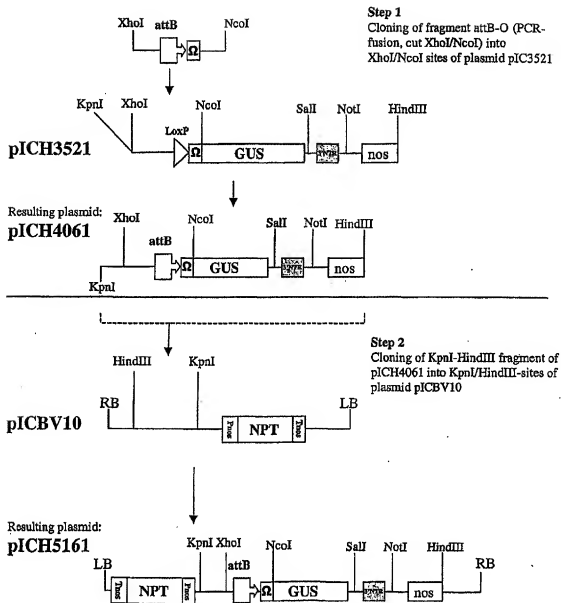 XhoI attB NcoI
Ω
Step 1
Cloning of fragment attB-O (PCR-
fusion, cut XhoI/NcoI) into
XhoI/NcoI sites of plasmid pIC3521
KpnI XhoI LoxP NcoI SalI NotI HindIII
pICH3521
Ω GUS nos
Resulting plasmid:
pICH4061
XhoI attB NcoI SalI NotI HindIII
Ω GUS nos
KpnI
Step 2
Cloning of KpnI-HindIII fragment of
pICH4061 into KpnI/HindIII-sites of
plasmid pICBV10
HindIII KpnI
RB LB
pICBV10
Pnos NPT Tnos
Resulting plasmid:
pICH5161
LB KpnI XhoI attB NcoI SalI NotI HindIII RB
Tnos NPT Pnos Ω GUS nos